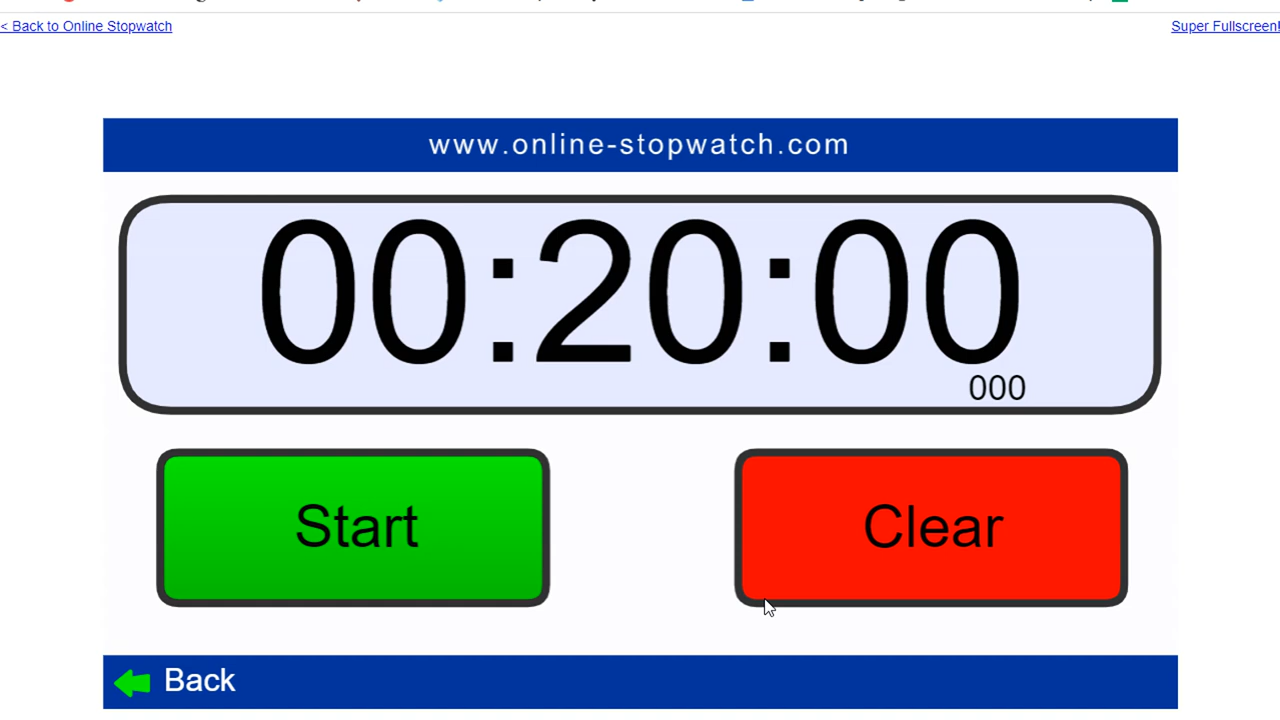 < Back to Online Stopwatch
Super Fullscreen!
www.online-stopwatch.com
00:20:00
000
Start
Clear
Back